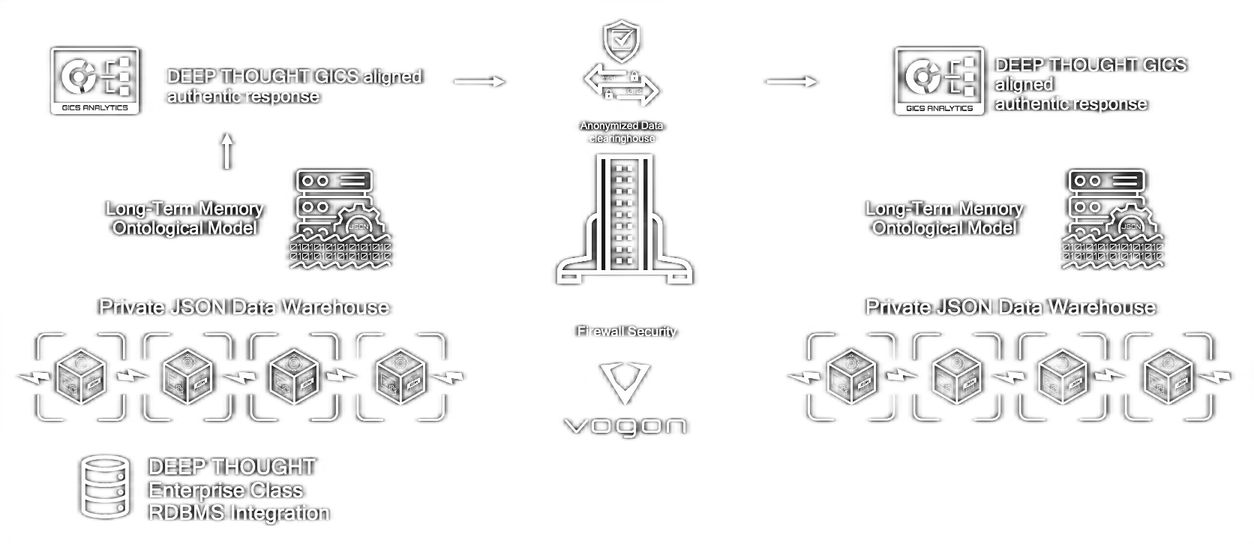 GICS ANALYTICS
DEEP THOUGHT GICS aligned
authentic response
Long-Term Memory
Ontological Model
JSON
Private JSON Data Warehouse
DEEP THOUGHT
Enterprise Class
RDBMS Integration
Anonymized Data
clearinghouse
Firewall Security
vogon
GICS ANALYTICS
DEEP THOUGHT GICS
aligned
authentic response
Long-Term Memory
Ontological Model
JSON
Private JSON Data Warehouse